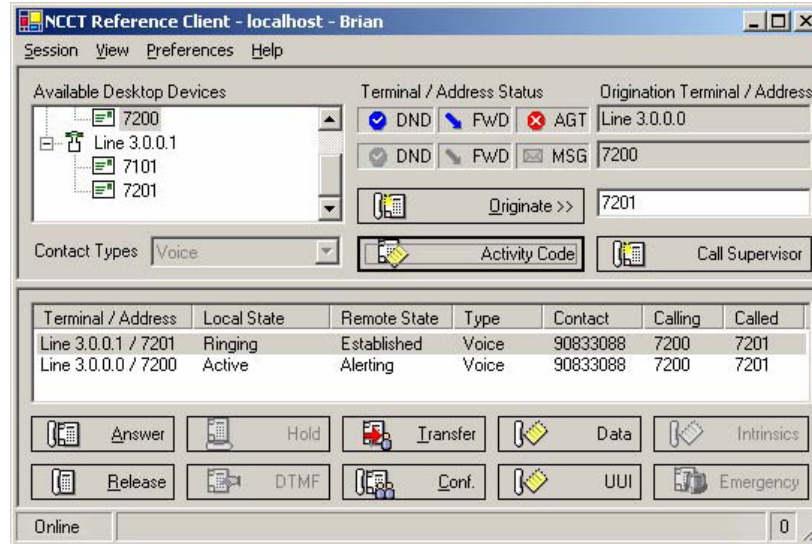 NCCT Reference Client - localhost - Brian
Session View Preferences Help
Available Desktop Devices
7200
Line 3.0.0.1
7101
7201
Contact Types Voice
Terminal / Address Status
DND FWD AGT
DND FWD MSG
Origination Terminal / Address
Line 3.0.0.0
7200
Originate >> 7201
Activity Code Call Supervisor
Terminal / Address Local State Remote State Type Contact Calling Called
Line 3.0.0.1 / 7201 Ringing Established Voice 90833088 7200 7201
Line 3.0.0.0 / 7200 Active Alerting Voice 90833088 7200 7201
Answer Hold Transfer Data Intrinsics
Release DTMF Conf. UUI Emergency
Online 0